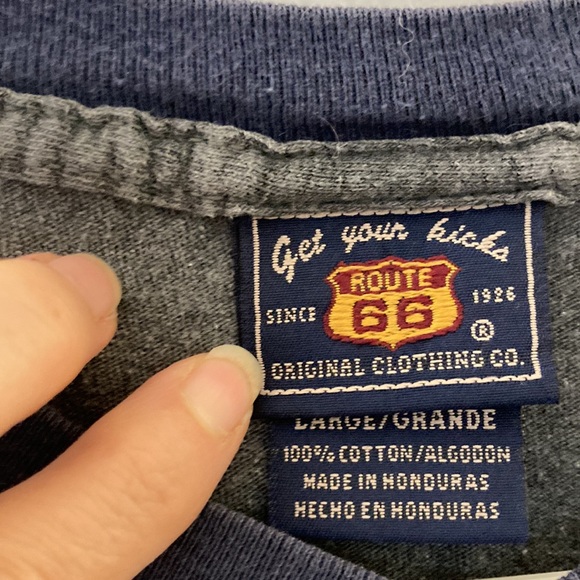 Get your kicks
ROUTE
66
SINCE 1926
®
ORIGINAL CLOTHING CO.
LARGE/GRANDE
100% COTTON/ALGODON
MADE IN HONDURAS
HECHO EN HONDURAS